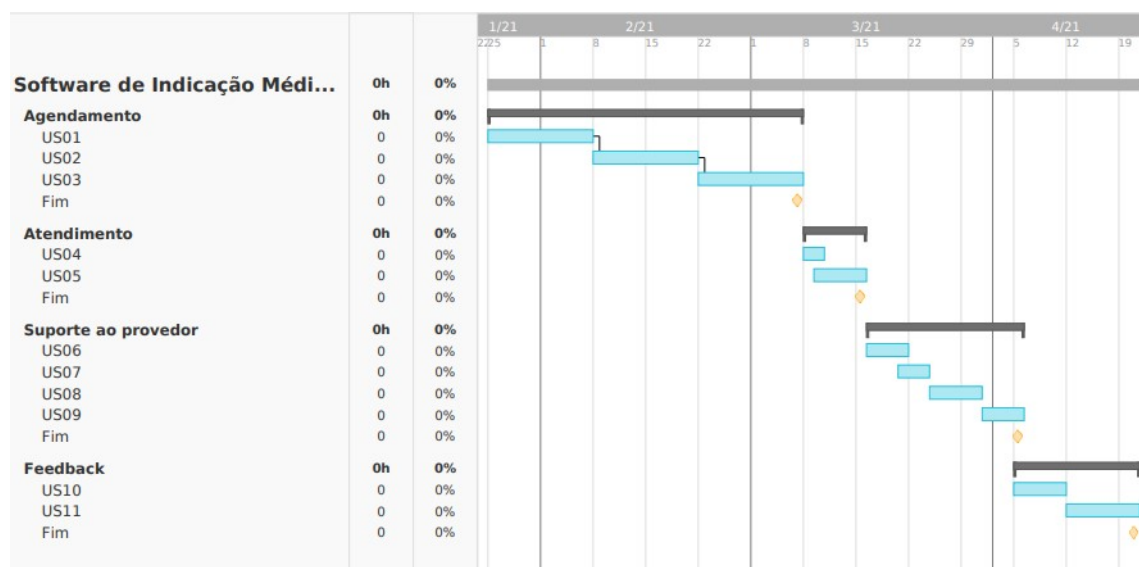 1/21 2/21 3/21 4/21
22 25 1 8 15 22 1 8 15 22 29 5 12 19
Software de Indicação Médi... 0h 0%
Agendamento 0h 0%
US01 0 0%
US02 0 0%
US03 0 0%
Fim 0 0%
Atendimento 0h 0%
US04 0 0%
US05 0 0%
Fim 0 0%
Suporte ao provedor 0h 0%
US06 0 0%
US07 0 0%
US08 0 0%
US09 0 0%
Fim 0 0%
Feedback 0h 0%
US10 0 0%
US11 0 0%
Fim 0 0%